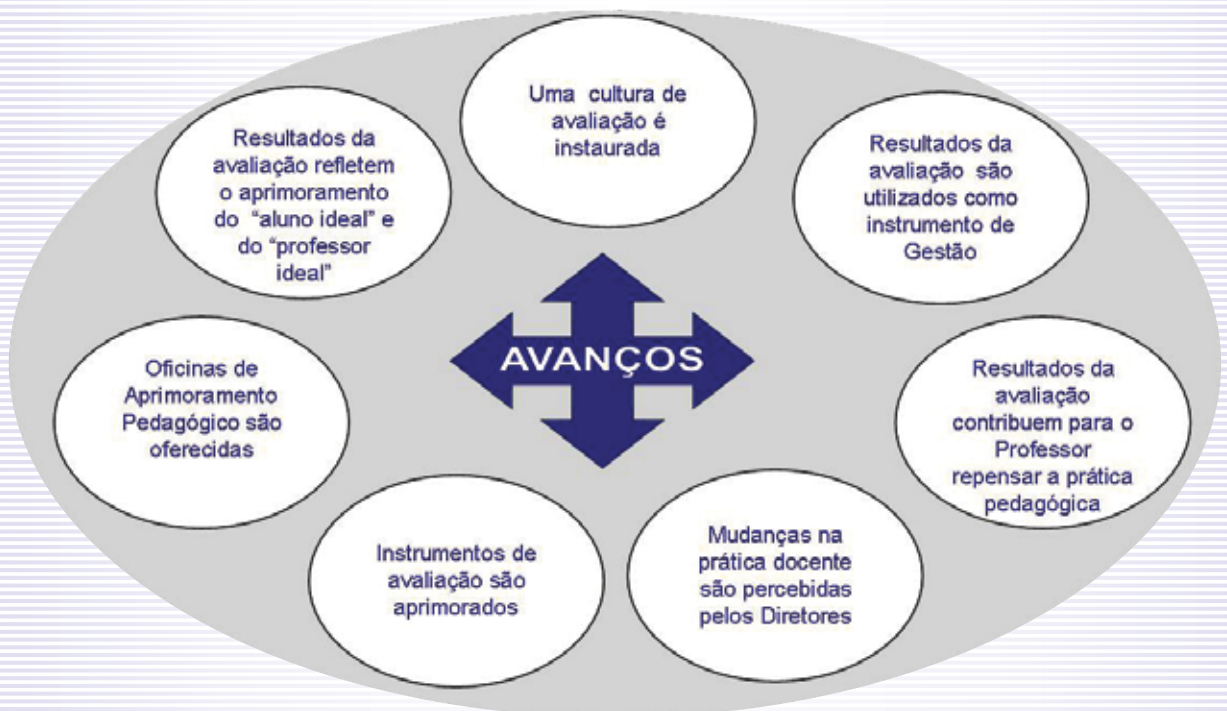 Uma cultura de
avaliação é
instaurada
Resultados da
avaliação refletem
o aprimoramento
do “aluno ideal” e
do “professor
ideal”
Resultados da
avaliação são
utilizados como
instrumento de
Gestão
AVANÇOS
Oficinas de
Aprimoramento
Pedagógico são
oferecidas
Resultados da
avaliação
contribuem para o
Professor
repensar a prática
pedagógica
Instrumentos de
avaliação são
aprimorados
Mudanças na
prática docente
são percebidas
pelos Diretores